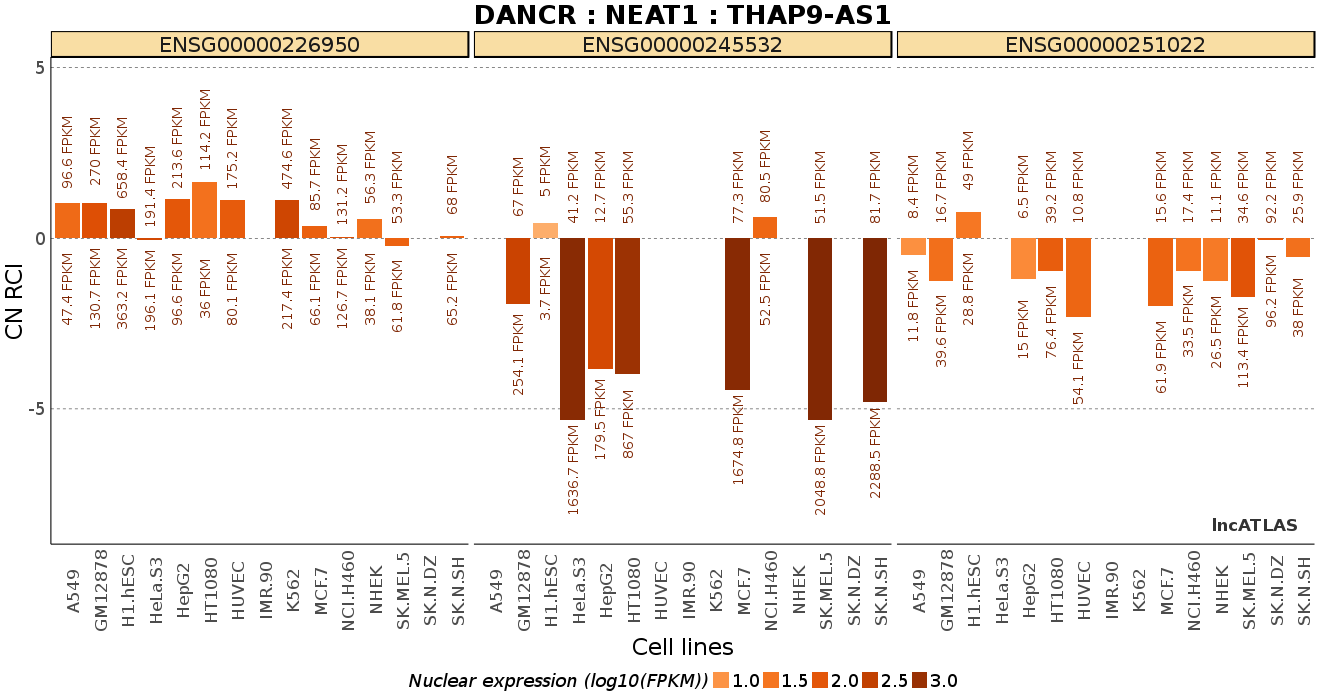 DANCR : NEAT1 : THAP9-AS1
ENSG00000226950
ENSG00000245532
ENSG00000251022
CN RCI
5
0
-5
96.6 FPKM
270 FPKM
658.4 FPKM
191.4 FPKM
213.6 FPKM
114.2 FPKM
175.2 FPKM
474.6 FPKM
85.7 FPKM
131.2 FPKM
56.3 FPKM
53.3 FPKM
68 FPKM
47.4 FPKM
130.7 FPKM
363.2 FPKM
196.1 FPKM
96.6 FPKM
36 FPKM
80.1 FPKM
217.4 FPKM
66.1 FPKM
126.7 FPKM
38.1 FPKM
61.8 FPKM
65.2 FPKM
67 FPKM
5 FPKM
41.2 FPKM
12.7 FPKM
55.3 FPKM
77.3 FPKM
80.5 FPKM
51.5 FPKM
81.7 FPKM
254.1 FPKM
3.7 FPKM
1636.7 FPKM
179.5 FPKM
867 FPKM
1674.8 FPKM
52.5 FPKM
2048.8 FPKM
2288.5 FPKM
8.4 FPKM
16.7 FPKM
49 FPKM
6.5 FPKM
39.2 FPKM
10.8 FPKM
15.6 FPKM
17.4 FPKM
11.1 FPKM
34.6 FPKM
92.2 FPKM
25.9 FPKM
11.8 FPKM
39.6 FPKM
28.8 FPKM
15 FPKM
76.4 FPKM
54.1 FPKM
61.9 FPKM
33.5 FPKM
26.5 FPKM
113.4 FPKM
96.2 FPKM
38 FPKM
lncATLAS
A549
GM12878
H1.hESC
HeLa.S3
HepG2
HT1080
HUVEC
IMR.90
K562
MCF.7
NCI.H460
NHEK
SK.MEL.5
SK.N.DZ
SK.N.SH
A549
GM12878
H1.hESC
HeLa.S3
HepG2
HT1080
HUVEC
IMR.90
K562
MCF.7
NCI.H460
NHEK
SK.MEL.5
SK.N.DZ
SK.N.SH
A549
GM12878
H1.hESC
HeLa.S3
HepG2
HT1080
HUVEC
IMR.90
K562
MCF.7
NCI.H460
NHEK
SK.MEL.5
SK.N.DZ
SK.N.SH
Cell lines
Nuclear expression (log10(FPKM)) 1.0 1.5 2.0 2.5 3.0